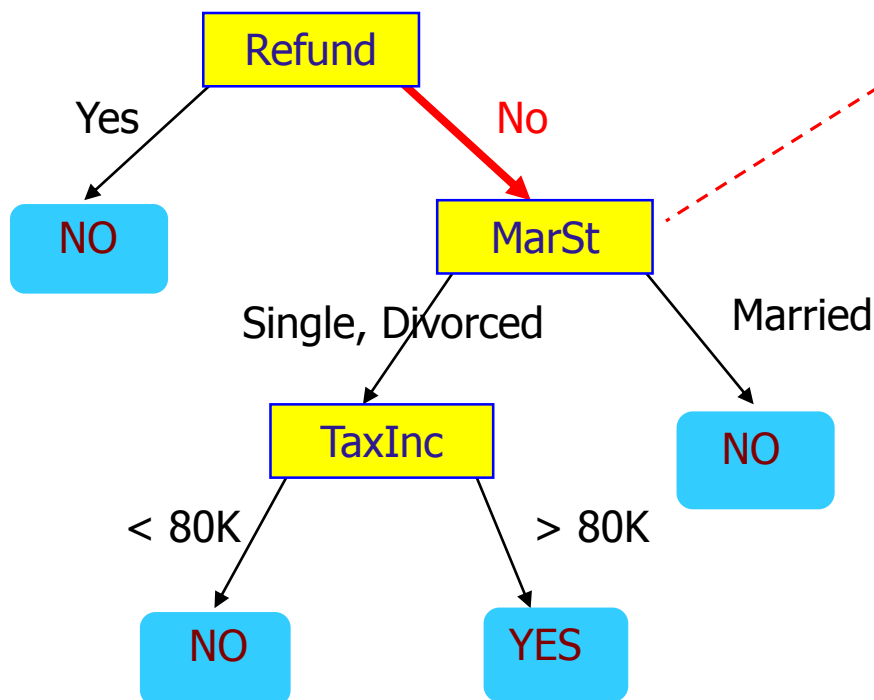 Refund
Yes
No
NO
MarSt
Single, Divorced
Married
TaxInc
NO
< 80K
> 80K
NO
YES